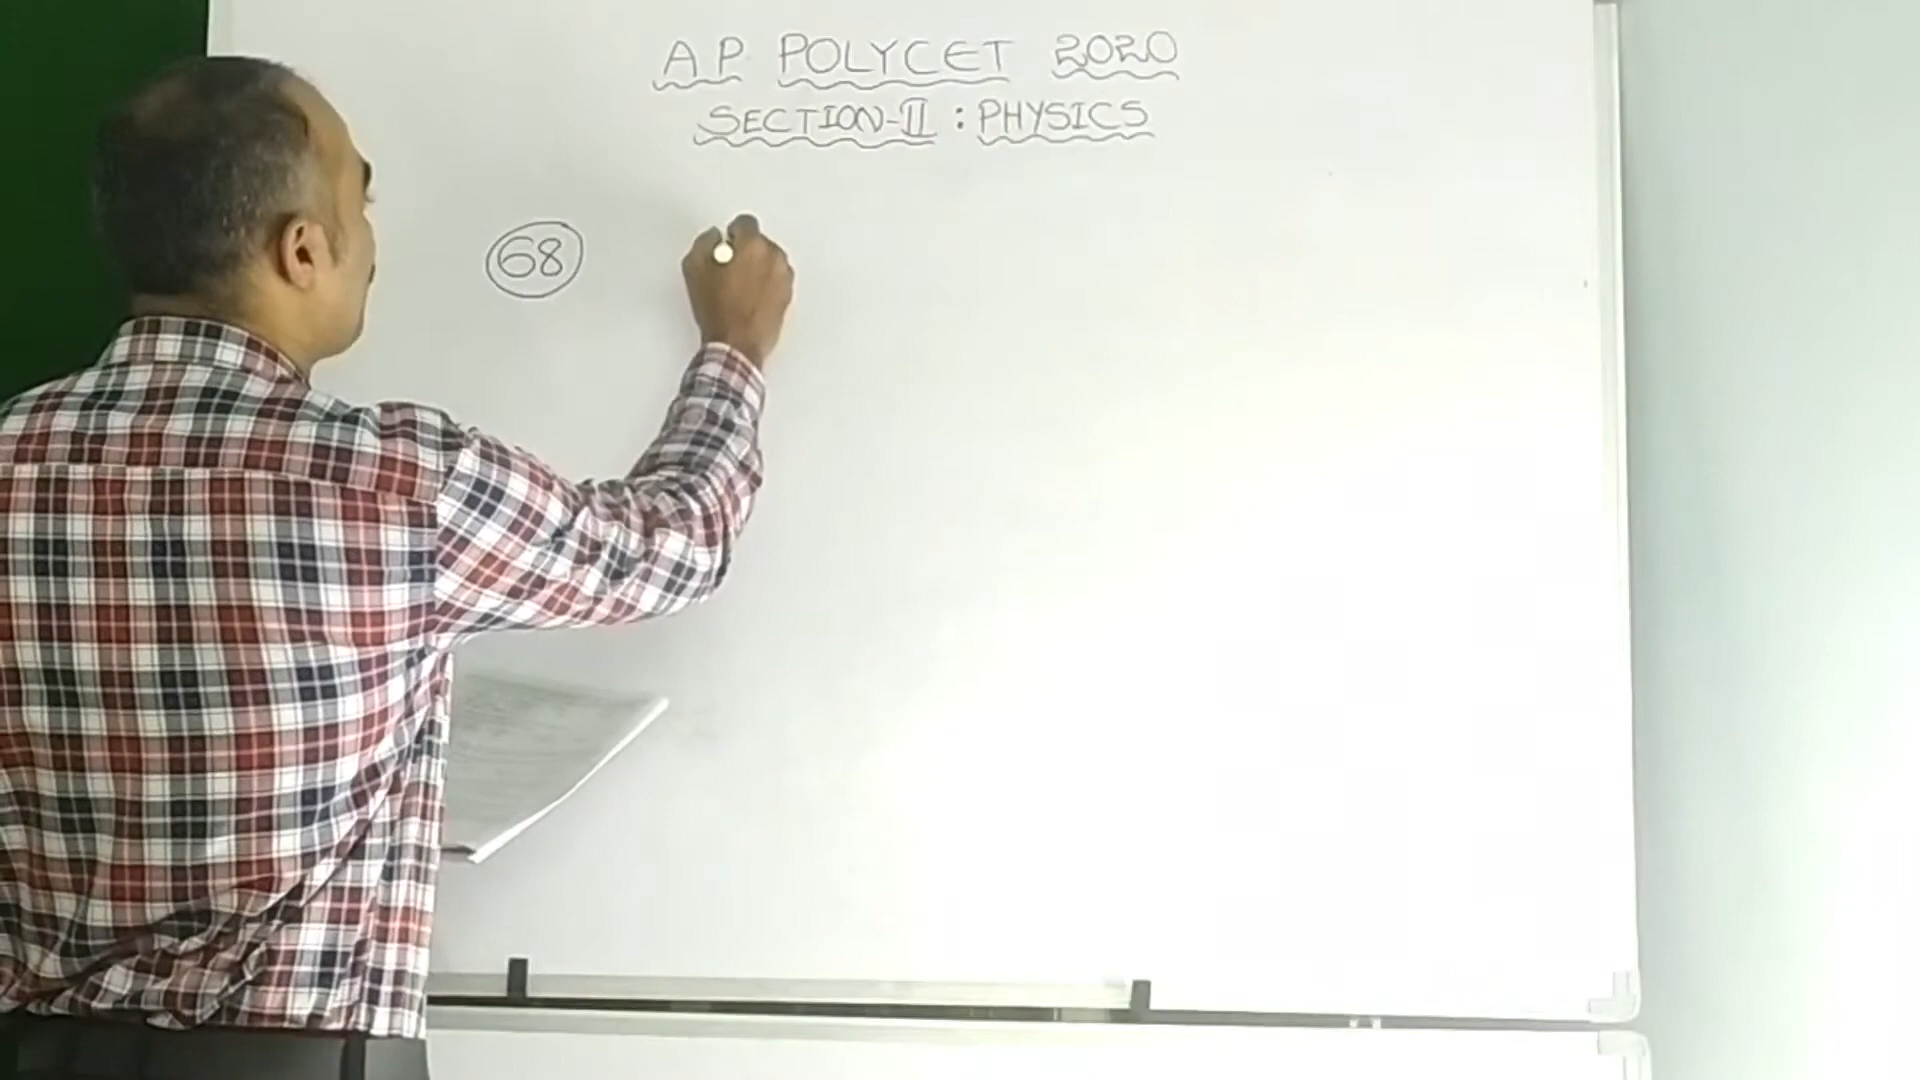 AP POLYCET 2020
SECTION-II : PHYSICS
68